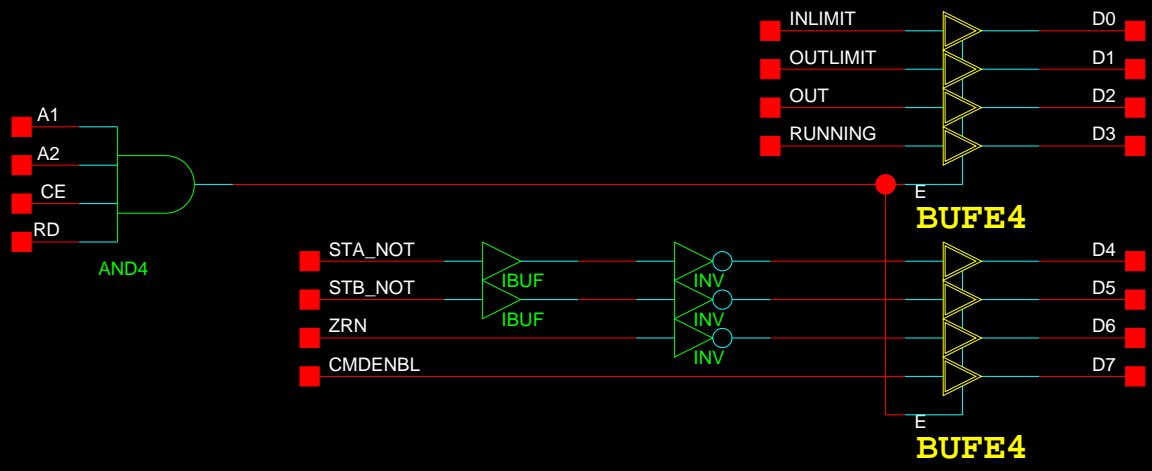 INLIMIT D0
OUTLIMIT D1
OUT D2
RUNNING D3
A1
A2
CE
RD
AND4
E
BUFE4
STA_NOT IBUF INV D4
STB_NOT IBUF INV D5
ZRN INV D6
CMDENBL D7
E
BUFE4